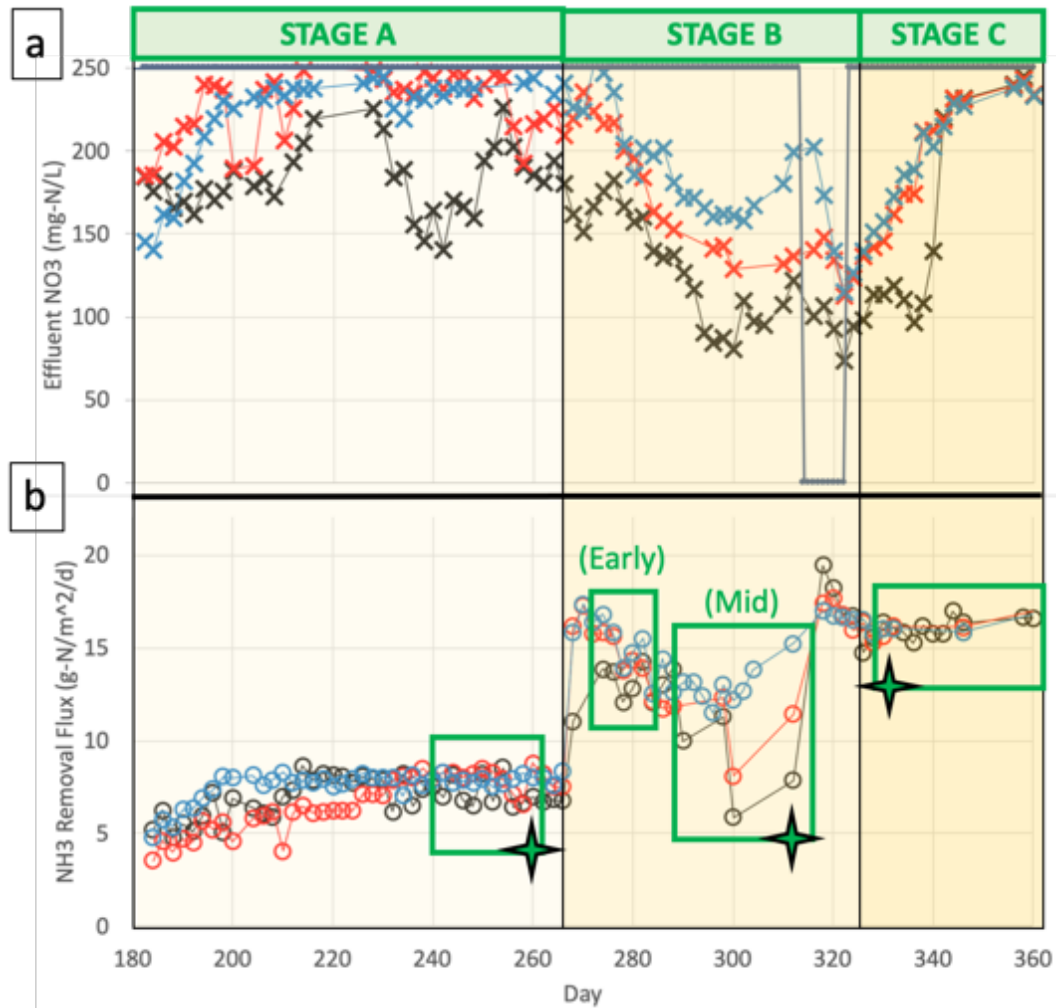 a
STAGE A
STAGE B
STAGE C
Effluent NO3 (mg-N/L)
250
200
150
100
50
0
b
NH3 Removal Flux (g-N/m^2/d)
20
15
10
5
0
(Early)
(Mid)
180
200
220
240
260
280
300
320
340
360
Day